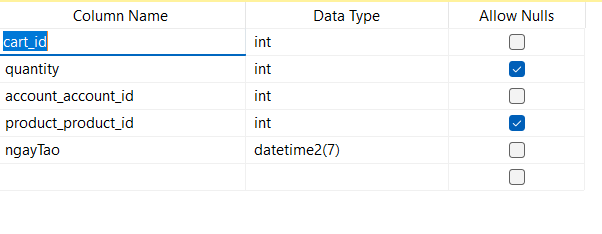 Column Name Data Type Allow Nulls
cart_id int
quantity int
account_account_id int
product_product_id int
ngayTao datetime2(7)